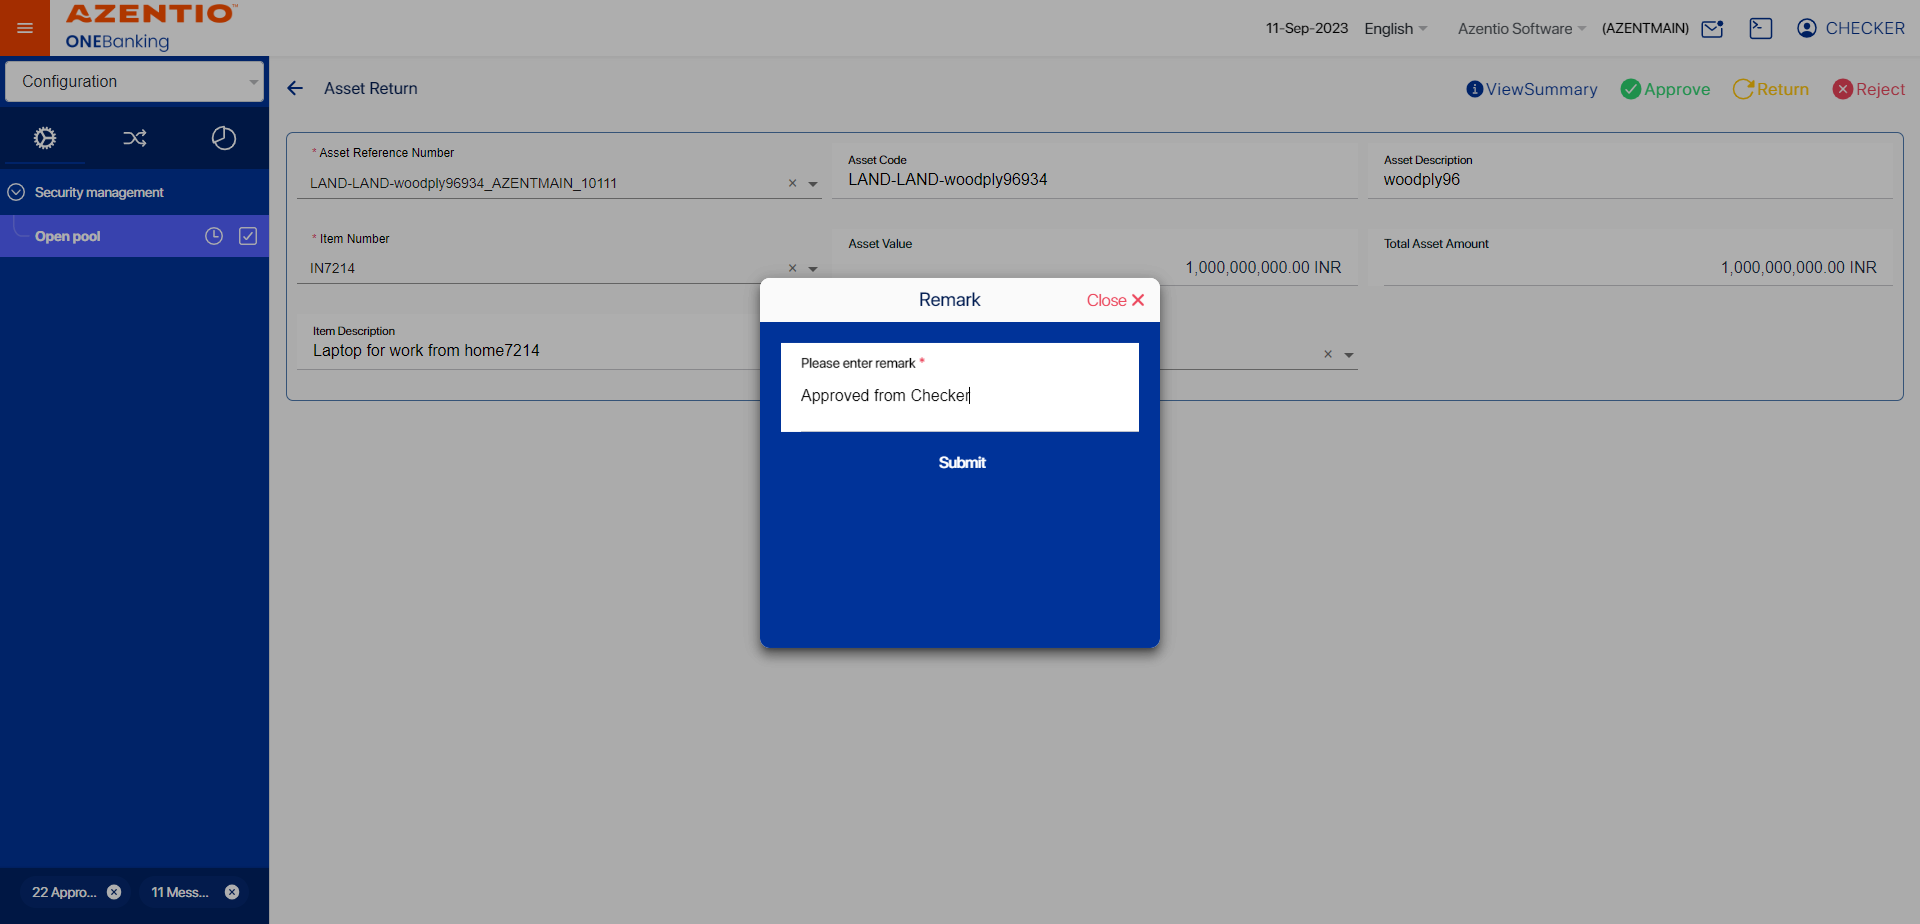 AZENTIO™
ONEBanking
11-Sep-2023 English Azentio Software (AZENTMAIN) CHECKER
Configuration
Asset Return
ViewSummary Approve Return Reject
Security management
Open pool
* Asset Reference Number
LAND-LAND-woodply96934_AZENTMAIN_10111
Asset Code
LAND-LAND-woodply96934
Asset Description
woodply96
* Item Number
IN7214
Asset Value
1,000,000,000.00 INR
Total Asset Amount
1,000,000,000.00 INR
Item Description
Laptop for work from home7214
Remark Close
Please enter remark *
Approved from Checker
Submit
22 Appro... 11 Mess...